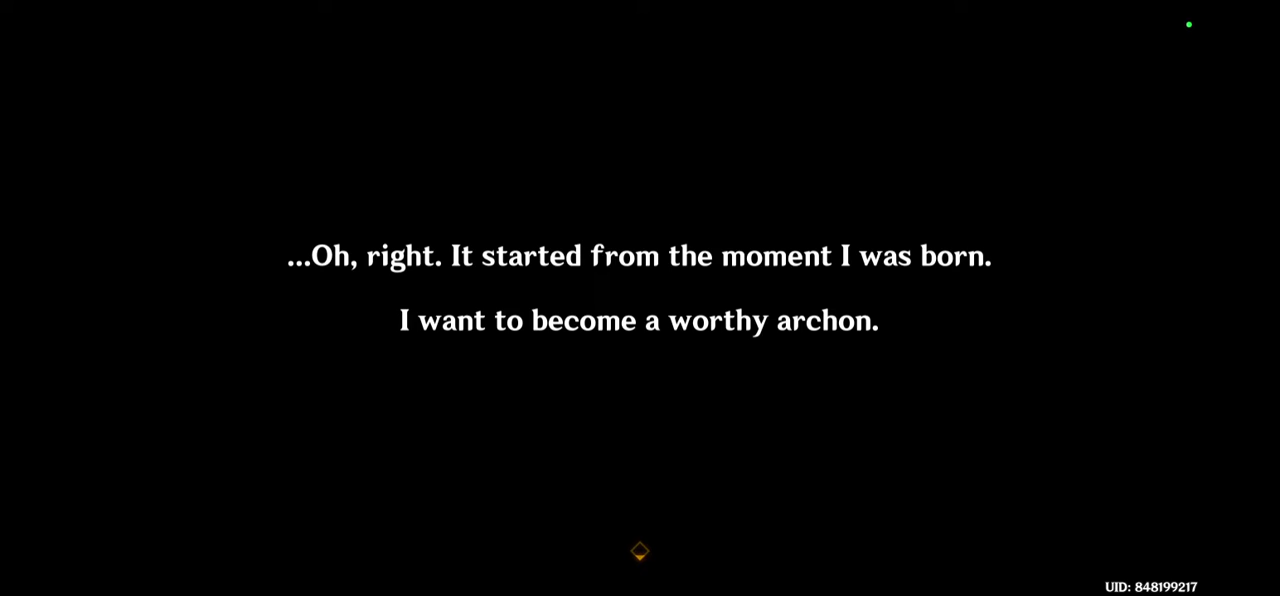 ...Oh, right. It started from the moment I was born.
I want to become a worthy archon.
UID: 848199217